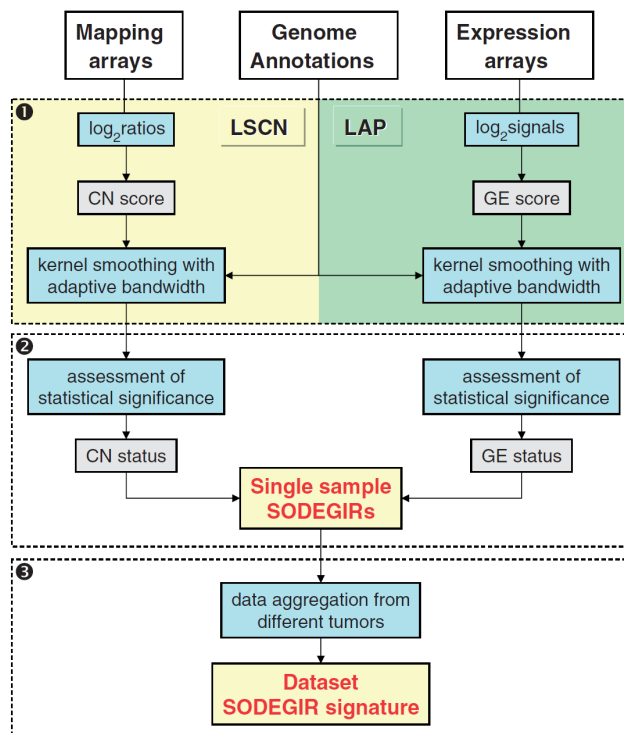 Mapping
arrays
Genome
Annotations
Expression
arrays
❶
log₂ratios
LSCN
LAP
log₂signals
CN score
GE score
kernel smoothing with
adaptive bandwidth
kernel smoothing with
adaptive bandwidth
❷
assessment of
statistical significance
assessment of
statistical significance
CN status
GE status
Single sample
SODEGIRs
❸
data aggregation from
different tumors
Dataset
SODEGIR signature